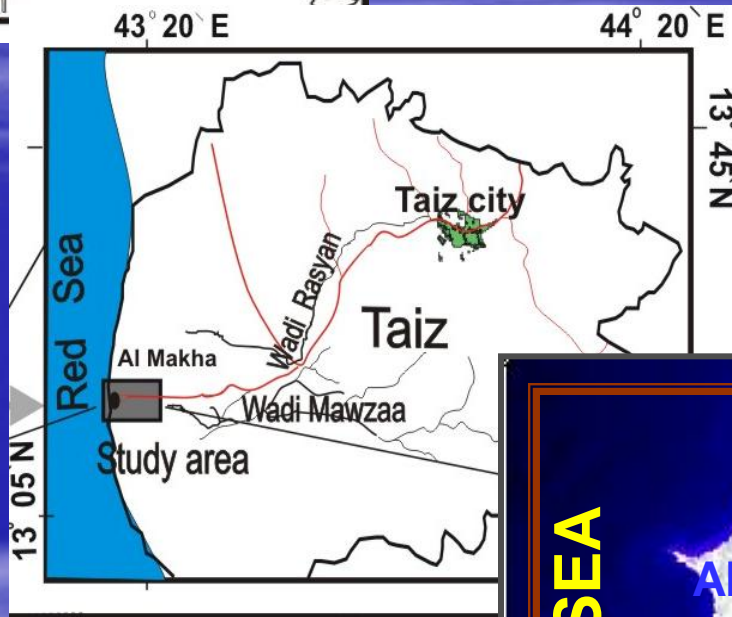 43° 20` E
44° 20` E
13° 45`N
Taiz city
Wadi Rasyan
Red Sea
Taiz
Al Makha
Wadi Mawzaa
Study area
13° 05`N
SEA